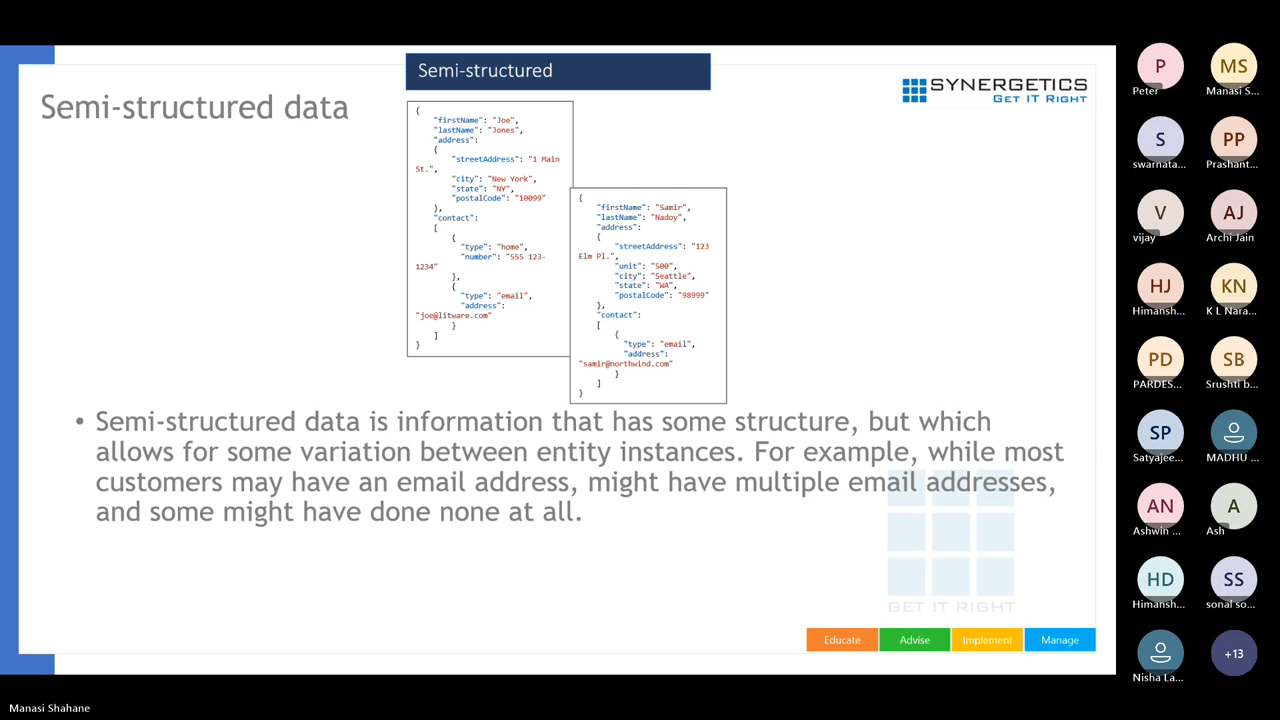 Semi-structured
Semi-structured data
SYNERGETICS
GET IT RIGHT
{
"firstName": "Joe",
"lastName": "Jones",
"address":
{
"streetAddress": "1 Main
St.",
"city": "New York",
"state": "NY",
"postalCode": "10099"
},
"contact":
[
{
"type": "home",
"number": "555 123-
1234"
},
{
"type": "email",
"address":
"joe@litware.com"
}
]
}
{
"firstName": "Samir",
"lastName": "Nadoy",
"address":
{
"streetAddress": "123
Elm Pl.",
"unit": "500",
"city": "Seattle",
"state": "WA",
"postalCode": "98999"
},
"contact":
[
{
"type": "email",
"address":
"samir@northwind.com"
}
]
}
• Semi-structured data is information that has some structure, but which
allows for some variation between entity instances. For example, while most
customers may have an email address, might have multiple email addresses,
and some might have done none at all.
GET IT RIGHT
Educate Advise Implement Manage
P MS
Peter Manasi S...
S PP
swarnata... Prashant...
V AJ
vijay Archi Jain
HJ KN
Himansh... K L Nara...
PD SB
PARDES... Srushti b...
SP
Satyajee... MADHU ...
AN A
Ashwin ... Ash
HD SS
Himansh... sonal so...
+13
Nisha La...
Manasi Shahane